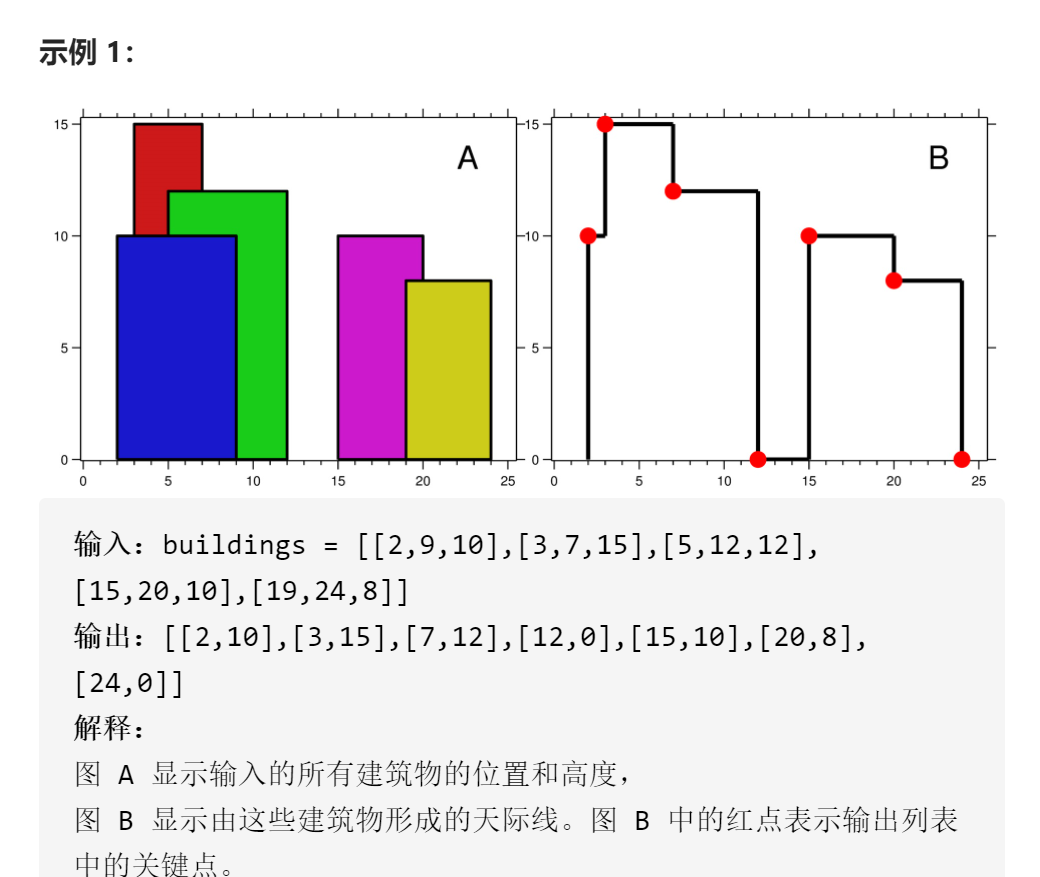 示例 1：
A
B
15
10
5
0
0
5
10
15
20
25
15
10
5
0
0
5
10
15
20
25
输入：buildings = [[2,9,10],[3,7,15],[5,12,12],
[15,20,10],[19,24,8]]
输出：[[2,10],[3,15],[7,12],[12,0],[15,10],[20,8],
[24,0]]
解释：
图 A 显示输入的所有建筑物的位置和高度，
图 B 显示由这些建筑物形成的天际线。图 B 中的红点表示输出列表
中的关键点。